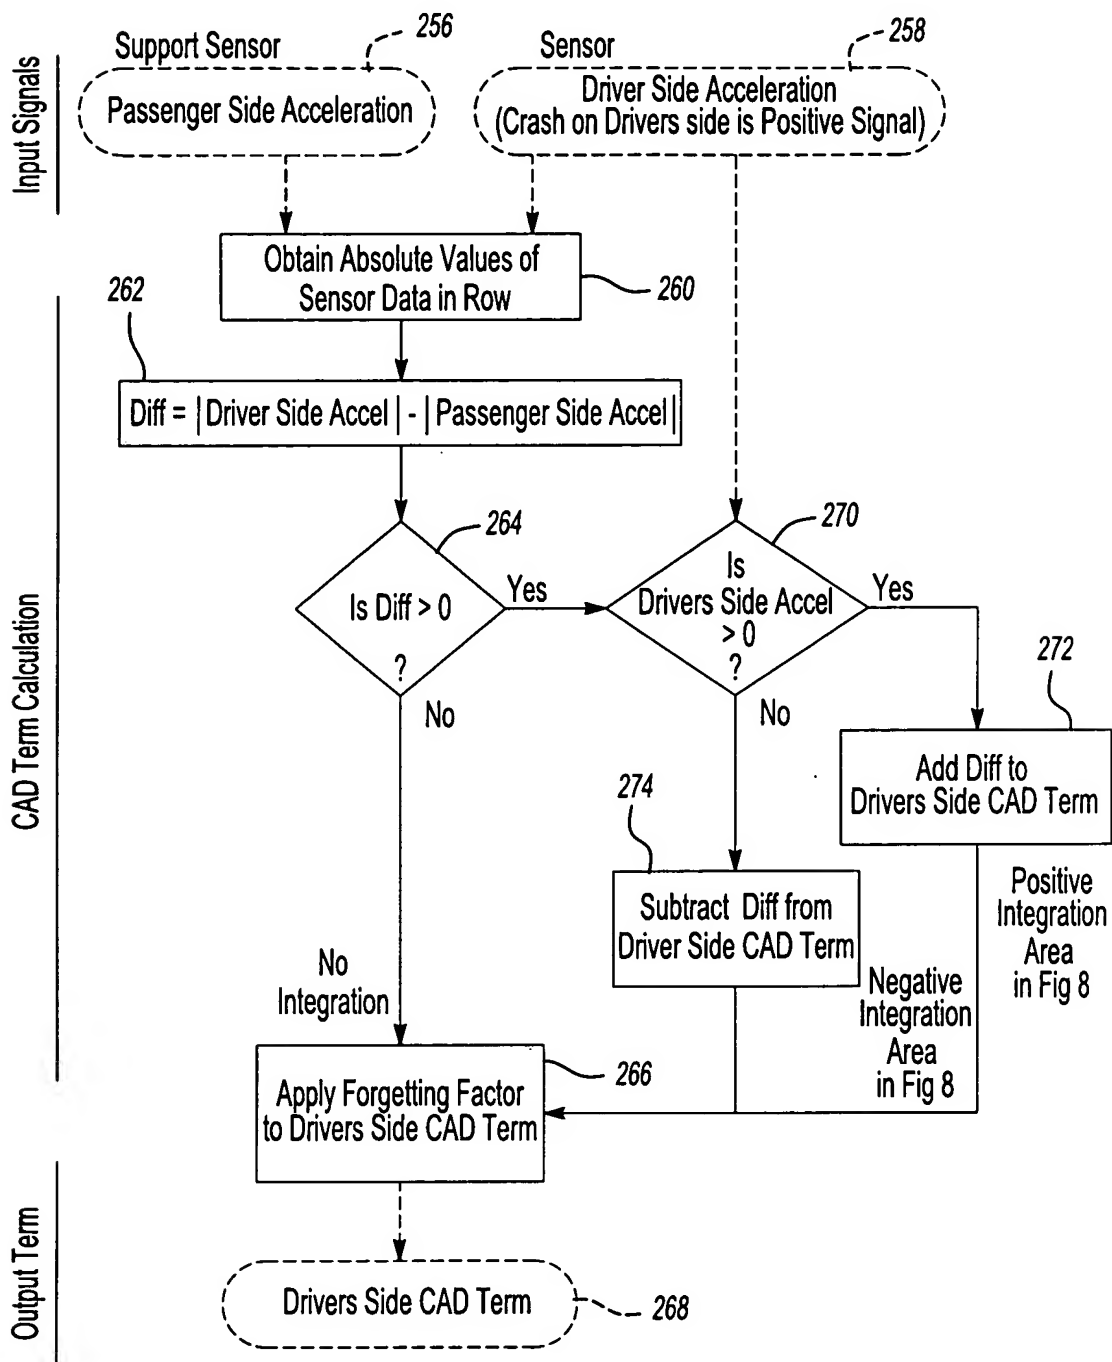 Input Signals
Support Sensor
256
Passenger Side Acceleration
Sensor
258
Driver Side Acceleration
(Crash on Drivers side is Positive Signal)
CAD Term Calculation
Obtain Absolute Values of
Sensor Data in Row
260
262
Diff = |Driver Side Accel| - |Passenger Side Accel|
264
Is Diff > 0
?
Yes
No
270
Is
Drivers Side Accel
> 0
?
Yes
No
272
Add Diff to
Drivers Side CAD Term
274
Subtract Diff from
Driver Side CAD Term
Positive
Integration
Area
in Fig 8
Negative
Integration
Area
in Fig 8
No
Integration
266
Apply Forgetting Factor
to Drivers Side CAD Term
Output Term
Drivers Side CAD Term
268